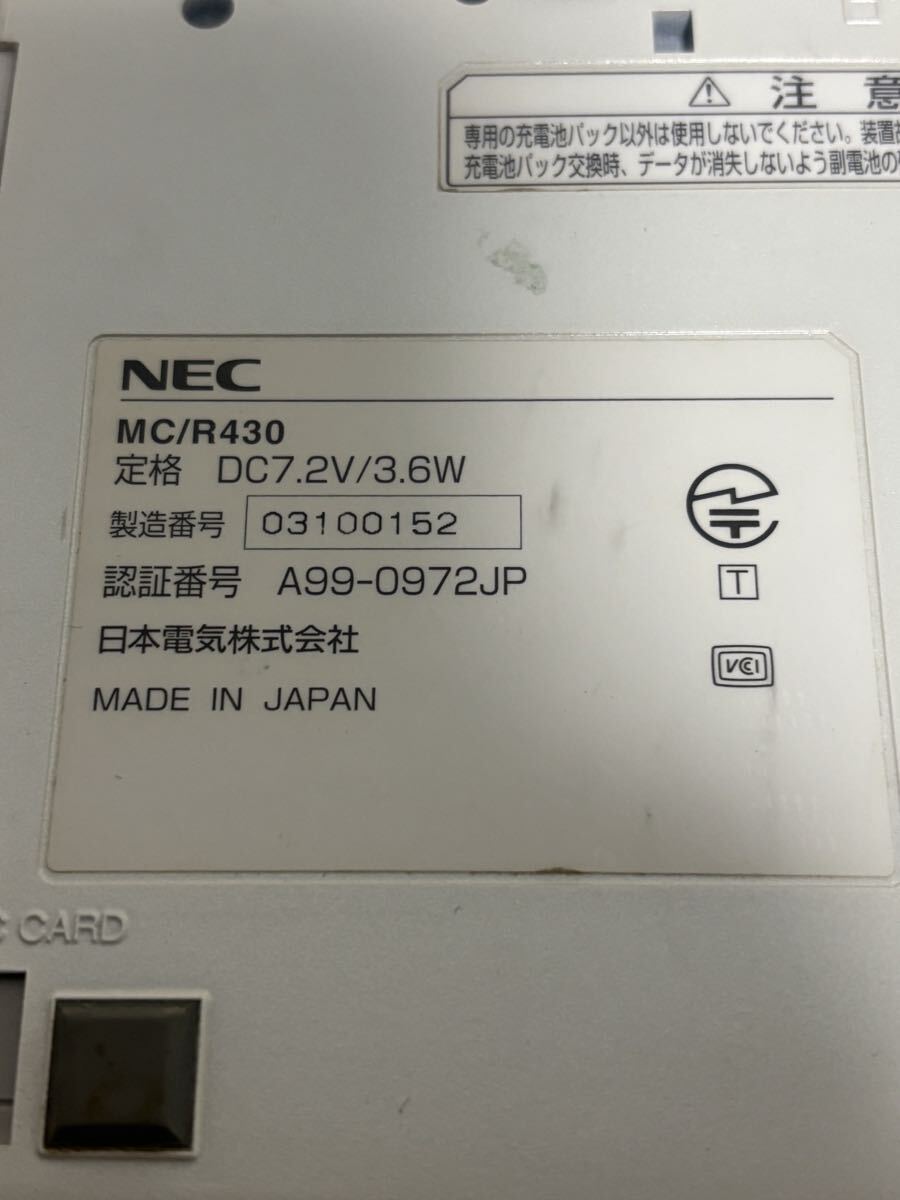 ⚠ 注 意
専用の充電池パック以外は使用しないでください。装置
充電池パック交換時、データが消失しないよう副電池の
NEC
MC/R430
定格 DC7.2V/3.6W
製造番号 03100152
認証番号 A99-0972JP
T
日本電気株式会社
VCCI
MADE IN JAPAN
C CARD